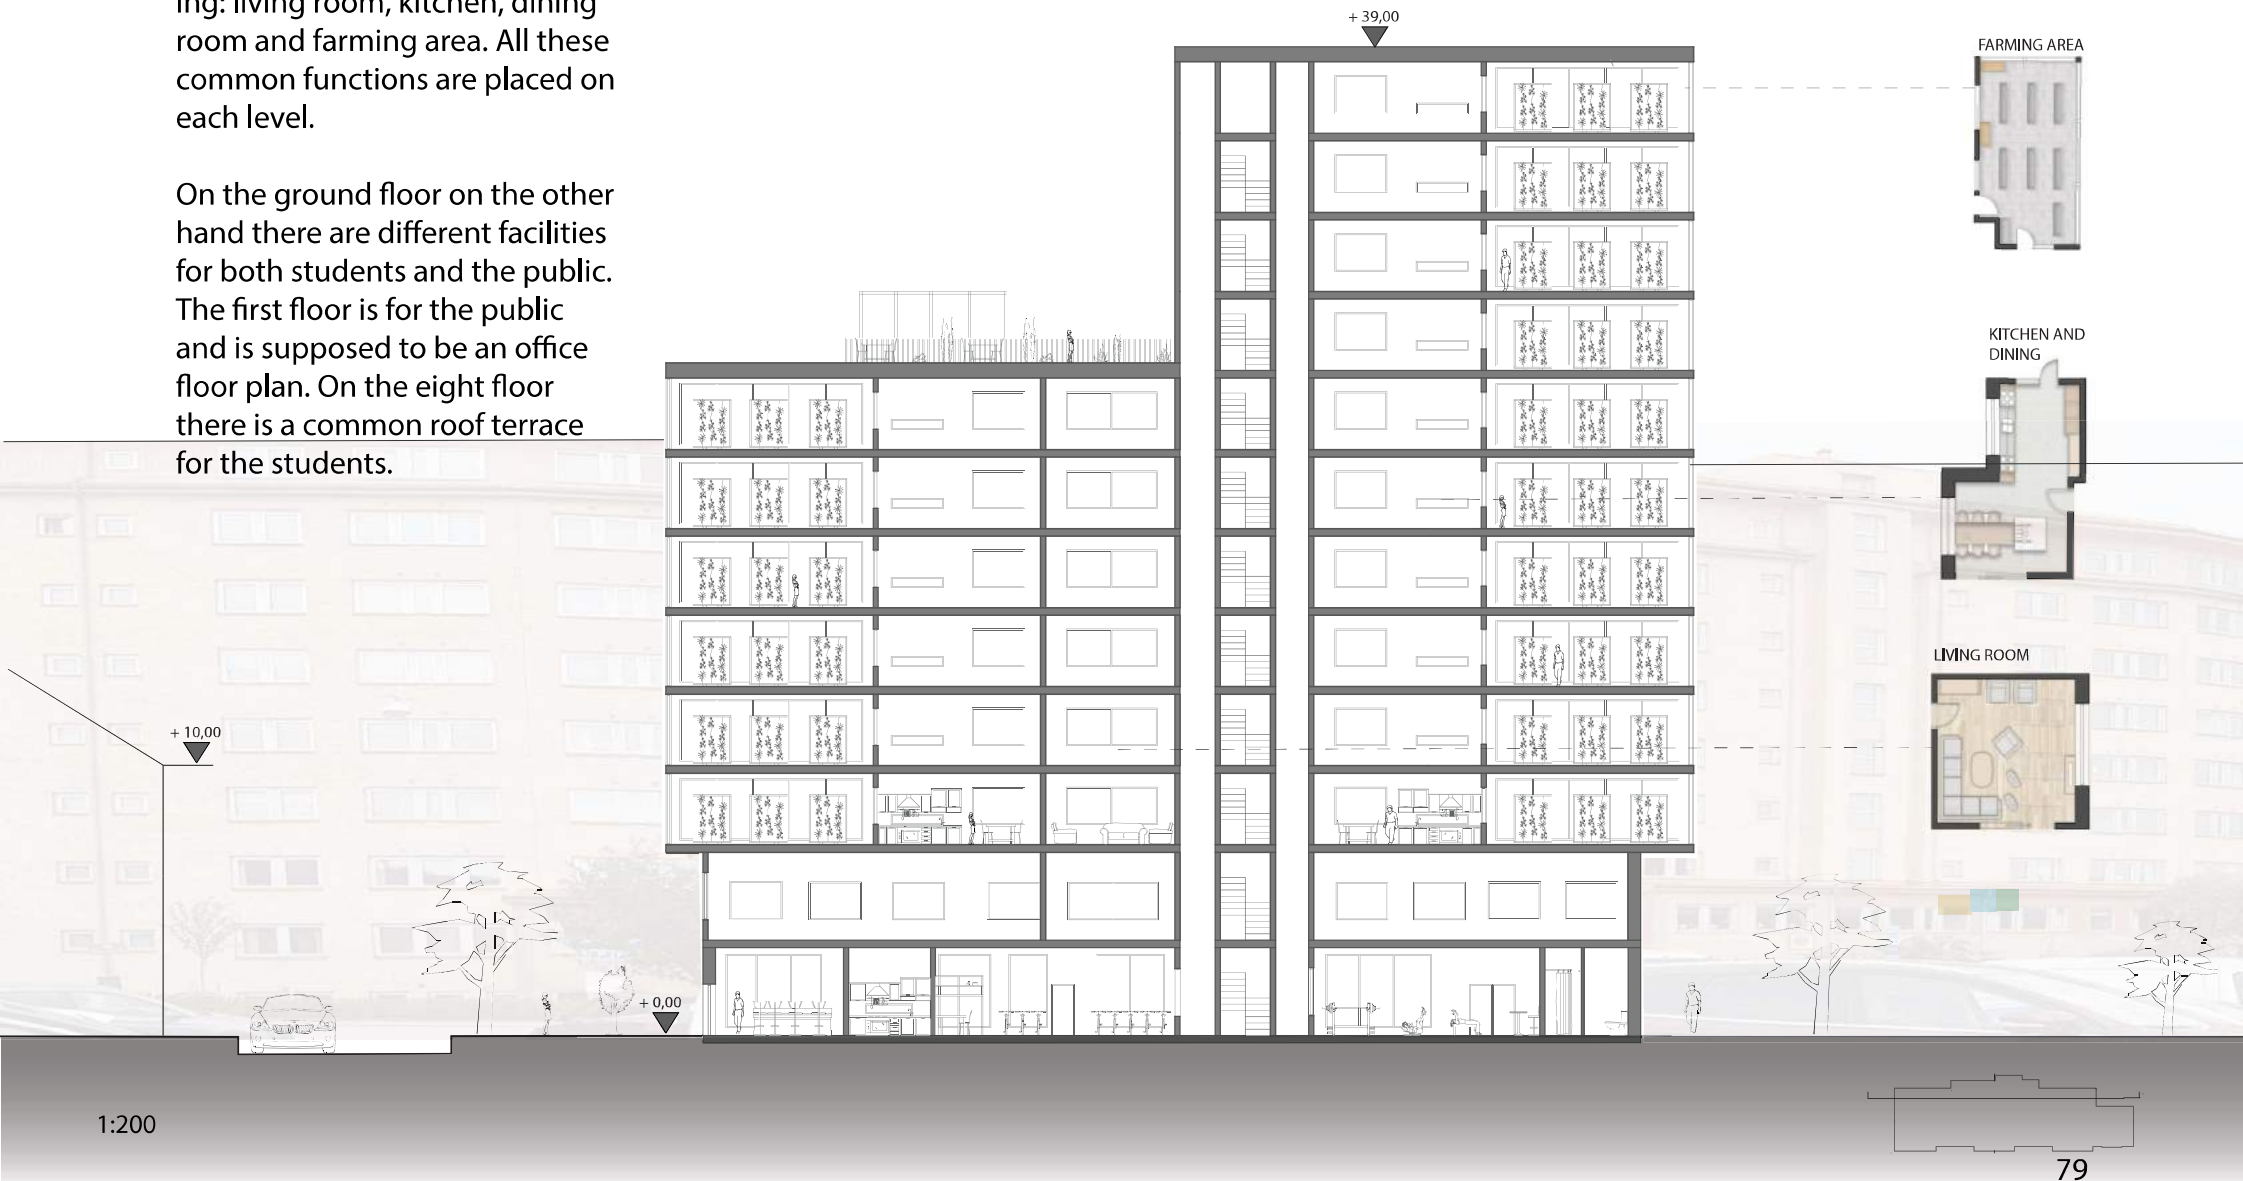 ing: living room, kitchen, dining
room and farming area. All these
common functions are placed on
each level.
On the ground floor on the other
hand there are different facilities
for both students and the public.
The first floor is for the public
and is supposed to be an office
floor plan. On the eight floor
there is a common roof terrace
for the students.
+ 39,00
FARMING AREA
KITCHEN AND
DINING
LIVING ROOM
+ 10,00
+ 0,00
1:200
79